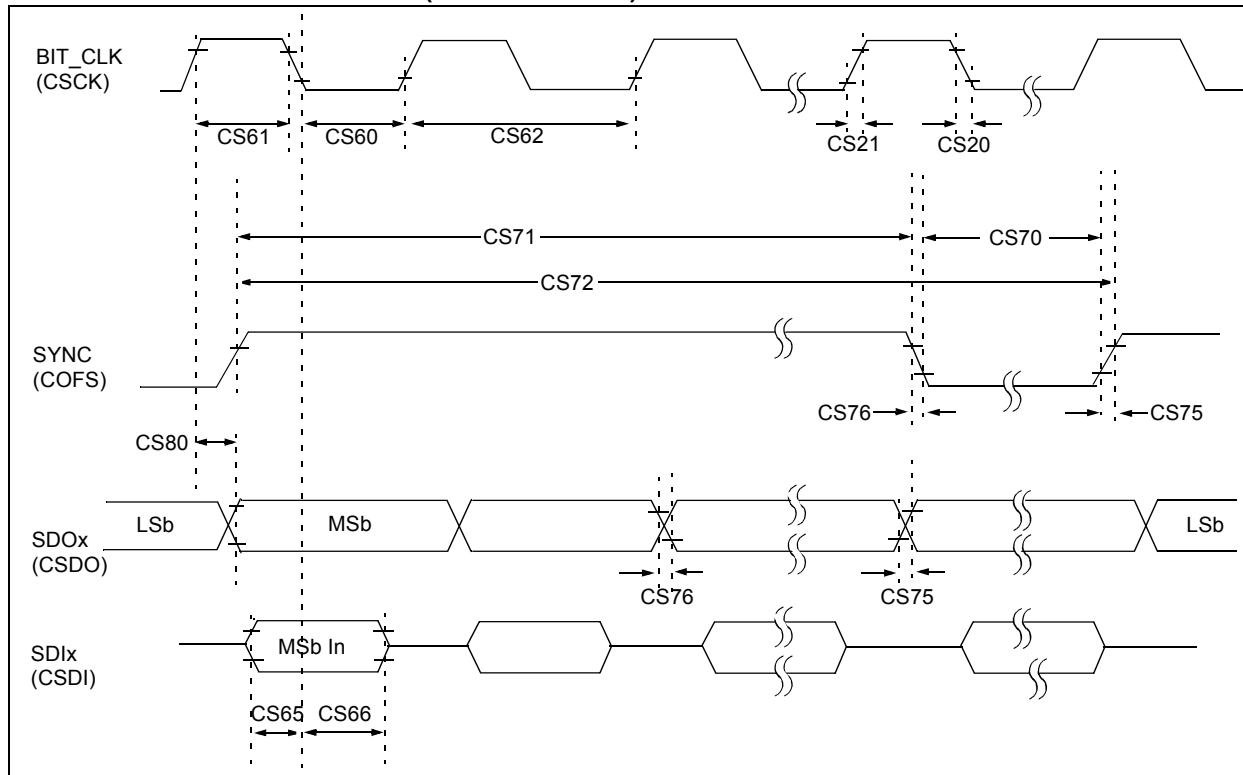 BIT_CLK
(CSCK)
CS61
CS60
CS62
CS21
CS20
CS71
CS70
CS72
SYNC
(COFS)
CS76
CS75
CS80
LSb
MSb
LSb
SDOx
(CSDO)
CS76
CS75
MSb In
SDIx
(CSDI)
CS65
CS66